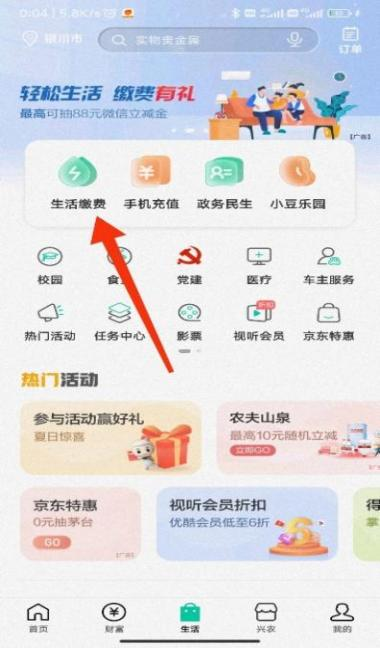 0:04 5.8K/s
银川市
实物贵金属
订单
轻松生活 缴费有礼
最高可抽88元微信立减金
【广告】
生活缴费 手机充值 政务民生 小豆乐园
校园 党建 医疗 车主服务
热门活动 任务中心 影票 视听会员 京东特惠
折扣
热门活动
参与活动赢好礼
夏日惊喜
农夫山泉
最高10元随机立减
立即GO
京东特惠
0元抽茅台
GO
【广告】
视听会员折扣
优酷会员低至6折
【广告】
得
首页 财富 生活 兴农 我的